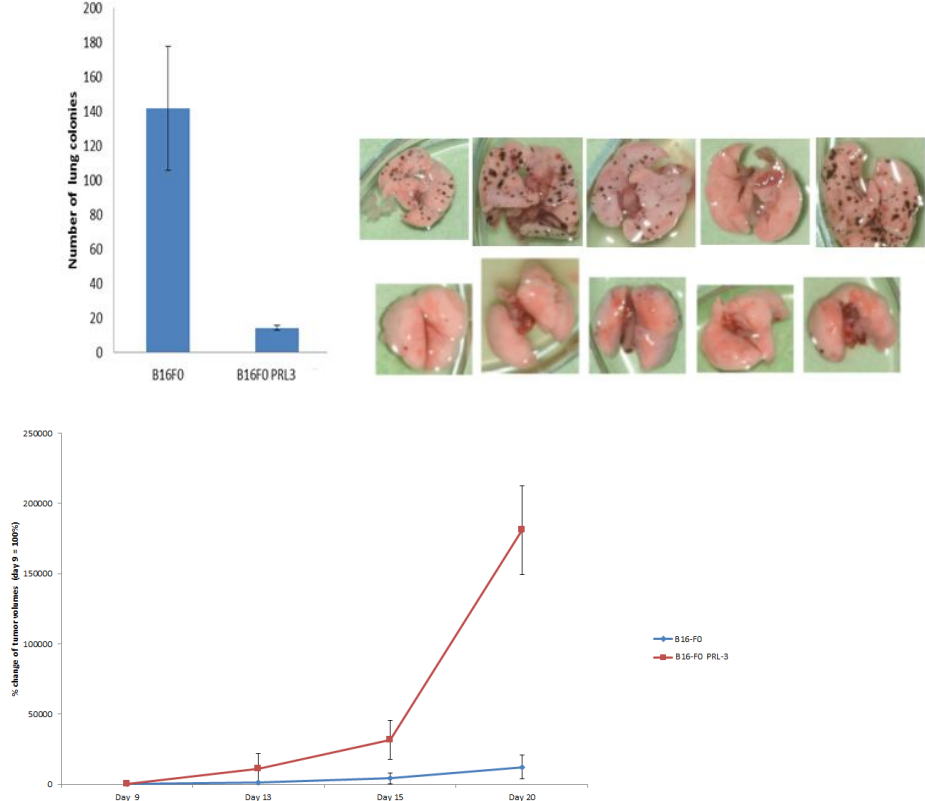 200
180
160
140
120
100
80
60
40
20
0
Number of lung colonies
B16F0
B16F0 PRL3
250000
200000
150000
100000
50000
0
% change of tumor volumes (day 9 = 100%)
Day 9
Day 13
Day 15
Day 20
B16-F0
B16-F0 PRL-3